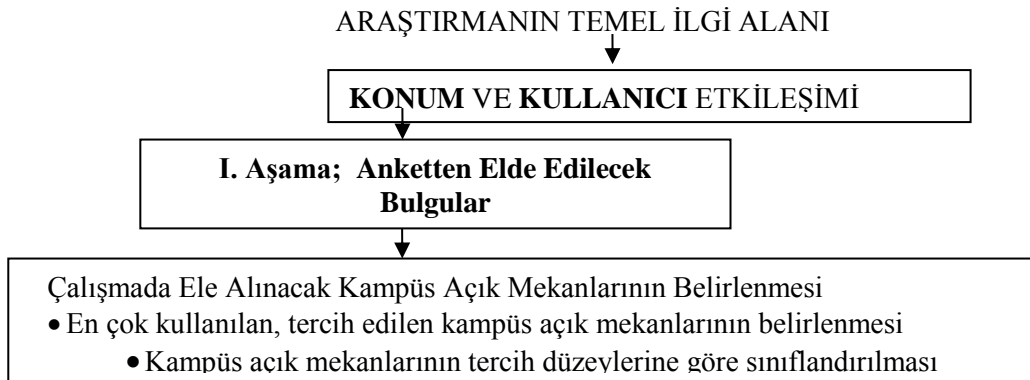 ARAŞTIRMANIN TEMEL İLGİ ALANI
KONUM VE KULLANICI ETKİLEŞİMİ
I. Aşama; Anketten Elde Edilecek
Bulgular
Çalışmada Ele Alınacak Kampüs Açık Mekanlarının Belirlenmesi
• En çok kullanılan, tercih edilen kampüs açık mekanlarının belirlenmesi
• Kampüs açık mekanlarının tercih düzeylerine göre sınıflandırılması